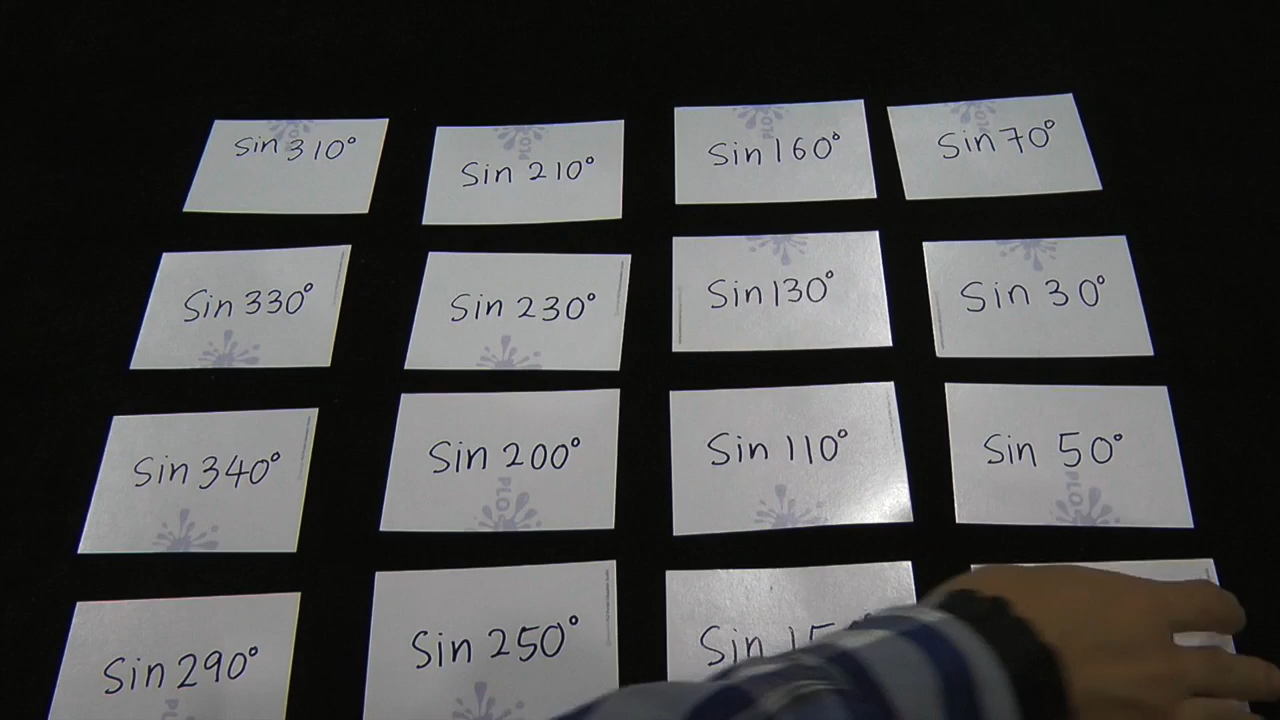 Sin 310°
Sin 210°
Sin 160°
Sin 70°
Sin 330°
Sin 230°
Sin 130°
Sin 30°
Sin 340°
Sin 200°
Sin 110°
Sin 50°
Sin 290°
Sin 250°
Sin